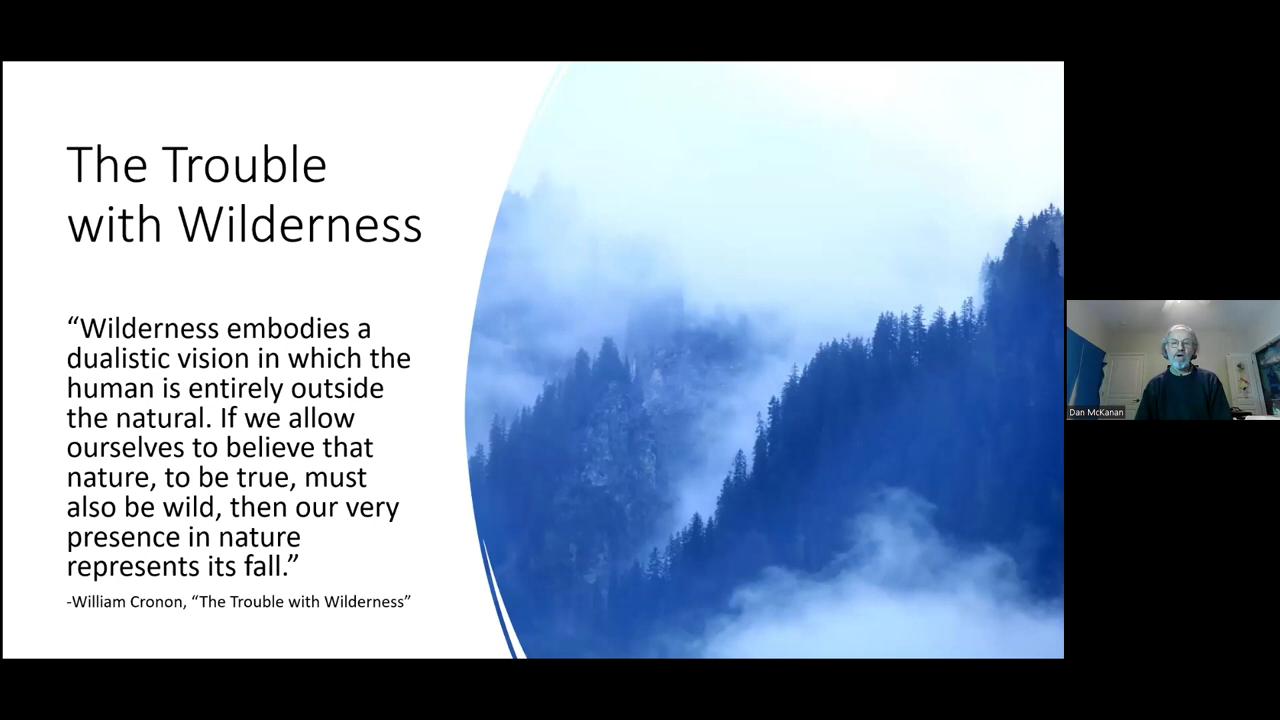 The Trouble
with Wilderness
“Wilderness embodies a
dualistic vision in which the
human is entirely outside
the natural. If we allow
ourselves to believe that
nature, to be true, must
also be wild, then our very
presence in nature
represents its fall.”
-William Cronon, “The Trouble with Wilderness”
Dan McKanan